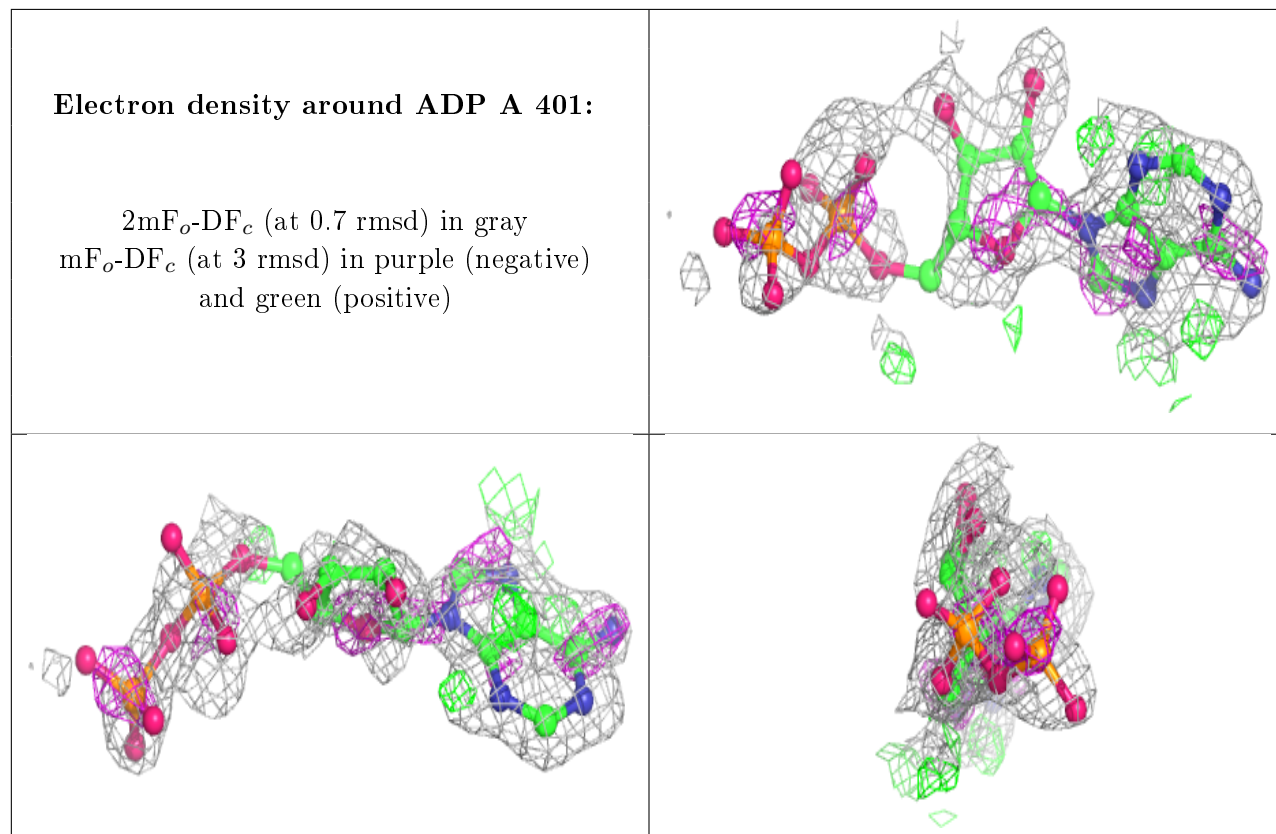 Electron density around ADP A 401:
2mFₒ-DF𝒸 (at 0.7 rmsd) in gray
mFₒ-DF𝒸 (at 3 rmsd) in purple (negative)
and green (positive)